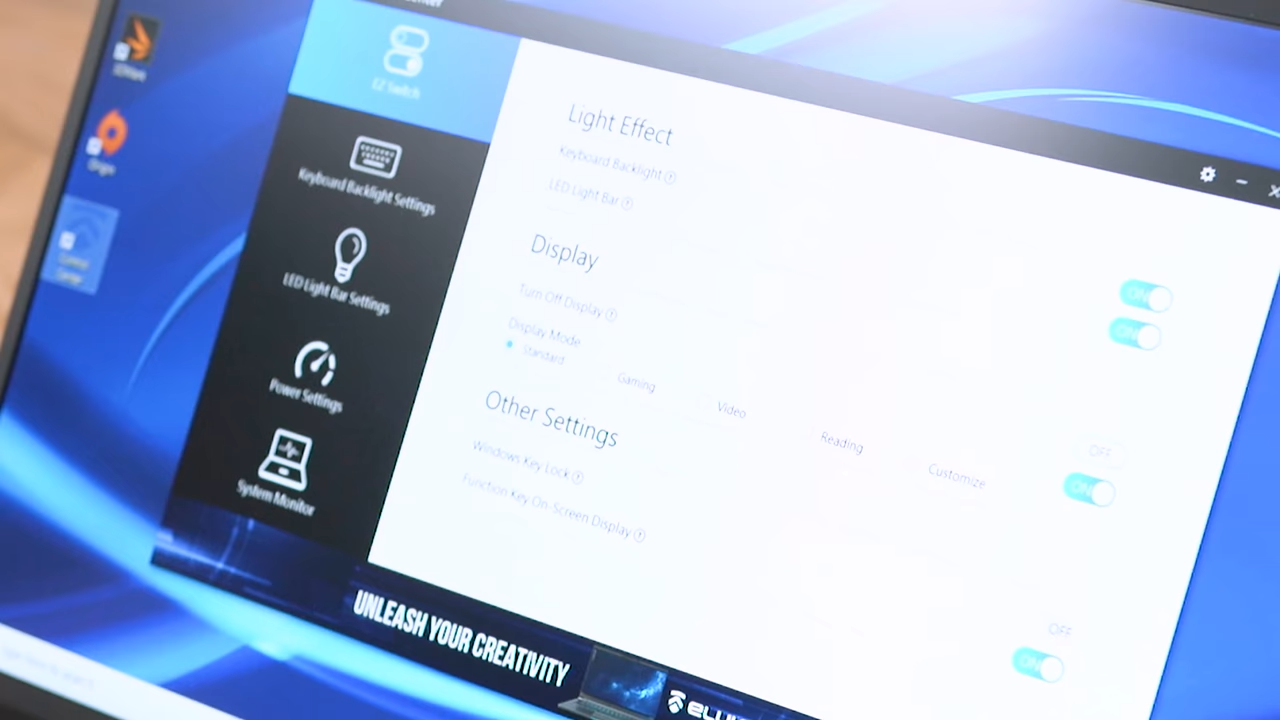 EZ Switch
Keyboard Backlight Settings
LED Light Bar Settings
Power Settings
System Monitor
Light Effect
Keyboard Backlight
ON
LED Light Bar
ON
Display
Turn Off Display
OFF
Display Mode
ON
Standard Gaming Video Reading Customize
Other Settings
Windows Key Lock
OFF
Function Key On-Screen Display
ON
Origin
Control
Center
UNLEASH YOUR CREATIVITY